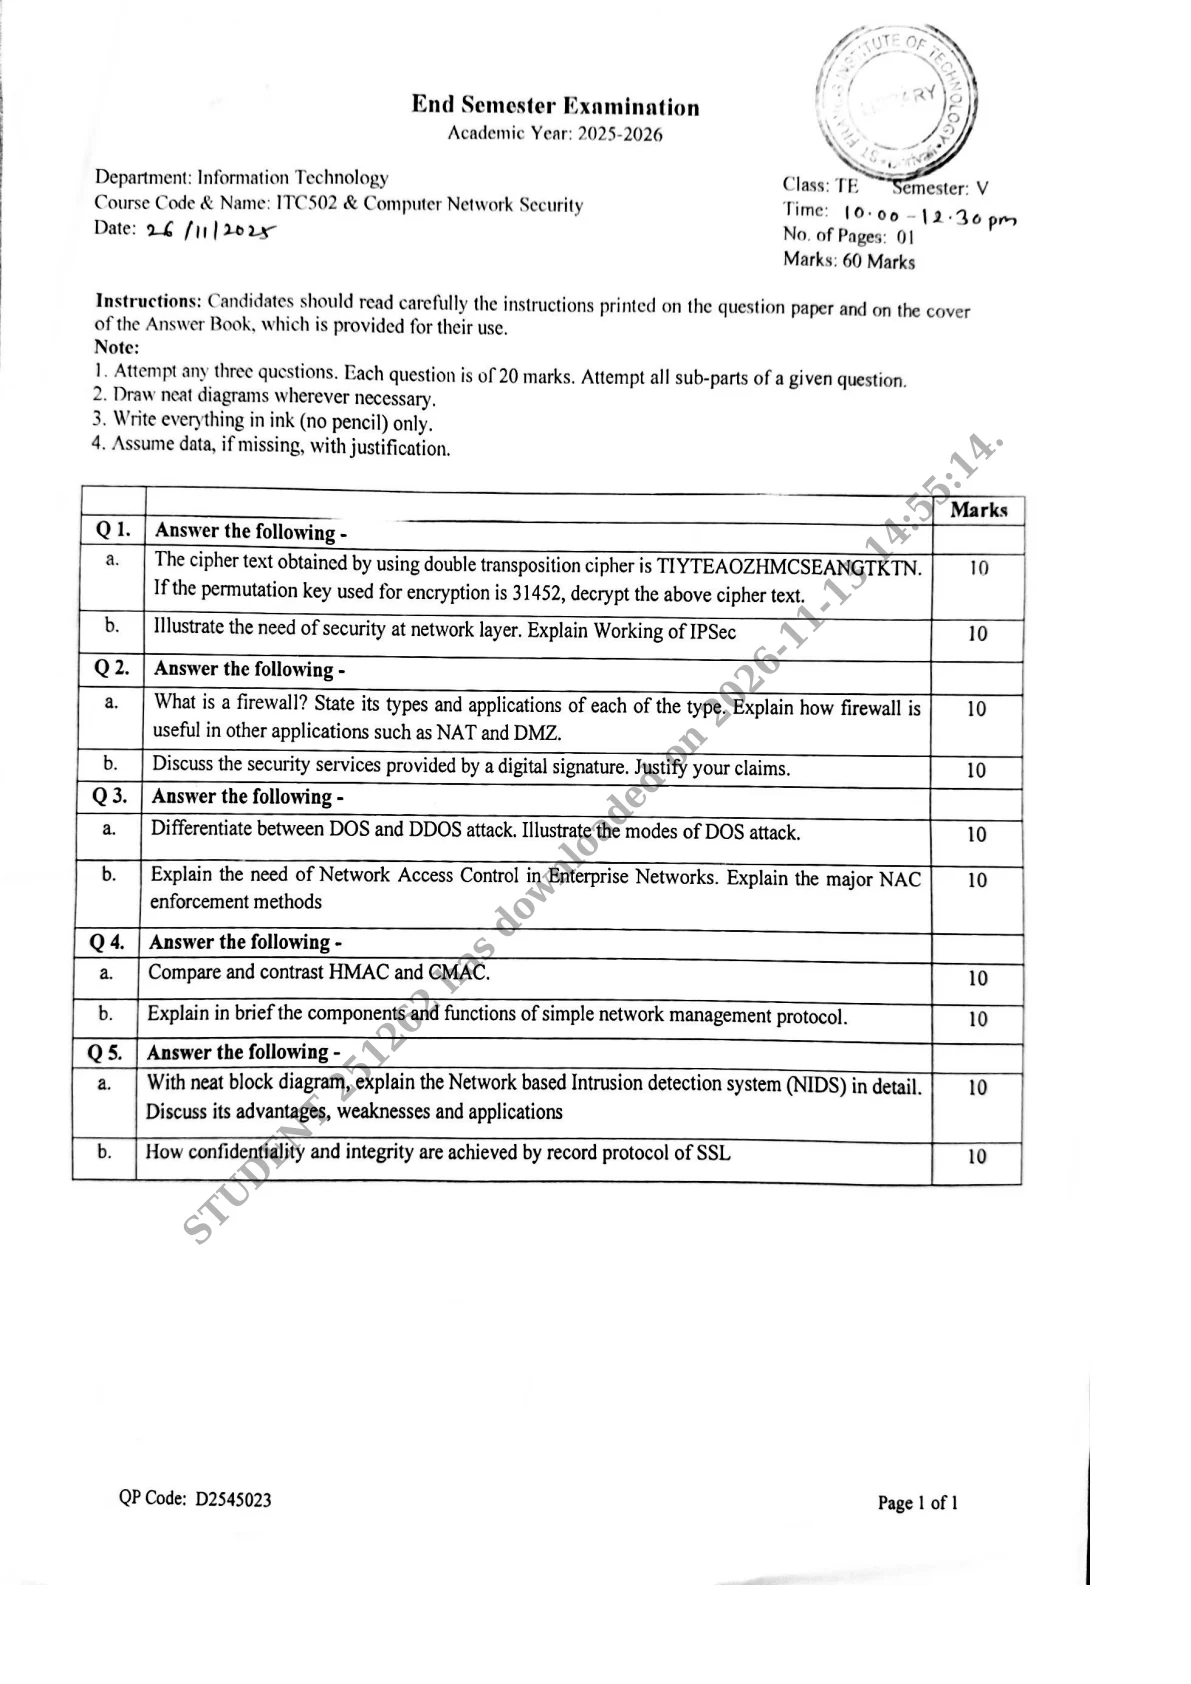 INSTITUTE OF TECHNOLOGY
LIBRARY
End Semester Examination
Academic Year: 2025-2026
Department: Information Technology
Course Code & Name: ITC502 & Computer Network Security
Date: 26/11/2025
Class: TE Semester: V
Time: 10.00 - 12.30 pm
No. of Pages: 01
Marks: 60 Marks
Instructions: Candidates should read carefully the instructions printed on the question paper and on the cover
of the Answer Book, which is provided for their use.
Note:
1. Attempt any three questions. Each question is of 20 marks. Attempt all sub-parts of a given question.
2. Draw neat diagrams wherever necessary.
3. Write everything in ink (no pencil) only.
4. Assume data, if missing, with justification.
Marks
Q 1. Answer the following -
a. The cipher text obtained by using double transposition cipher is TIYTEAOZHMCSEANGTKTN. 10
If the permutation key used for encryption is 31452, decrypt the above cipher text.
b. Illustrate the need of security at network layer. Explain Working of IPSec 10
Q 2. Answer the following -
a. What is a firewall? State its types and applications of each of the type. Explain how firewall is 10
useful in other applications such as NAT and DMZ.
b. Discuss the security services provided by a digital signature. Justify your claims. 10
Q 3. Answer the following -
a. Differentiate between DOS and DDOS attack. Illustrate the modes of DOS attack. 10
b. Explain the need of Network Access Control in Enterprise Networks. Explain the major NAC 10
enforcement methods
Q 4. Answer the following -
a. Compare and contrast HMAC and CMAC. 10
b. Explain in brief the components and functions of simple network management protocol. 10
Q 5. Answer the following -
a. With neat block diagram, explain the Network based Intrusion detection system (NIDS) in detail. 10
Discuss its advantages, weaknesses and applications
b. How confidentiality and integrity are achieved by record protocol of SSL 10
STUDENT 251262 has downloaded on 2026-11-13 14:55:14.
QP Code: D2545023
Page 1 of 1